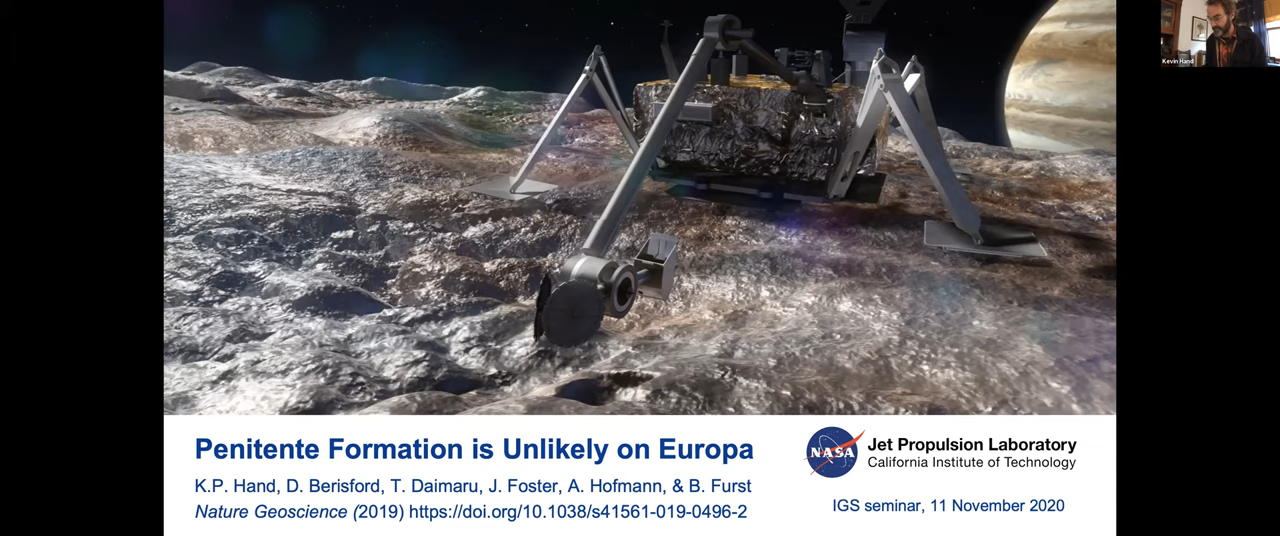 Kevin Hand
Penitente Formation is Unlikely on Europa
K.P. Hand, D. Berisford, T. Daimaru, J. Foster, A. Hofmann, & B. Furst
Nature Geoscience (2019) https://doi.org/10.1038/s41561-019-0496-2
NASA
Jet Propulsion Laboratory
California Institute of Technology
IGS seminar, 11 November 2020